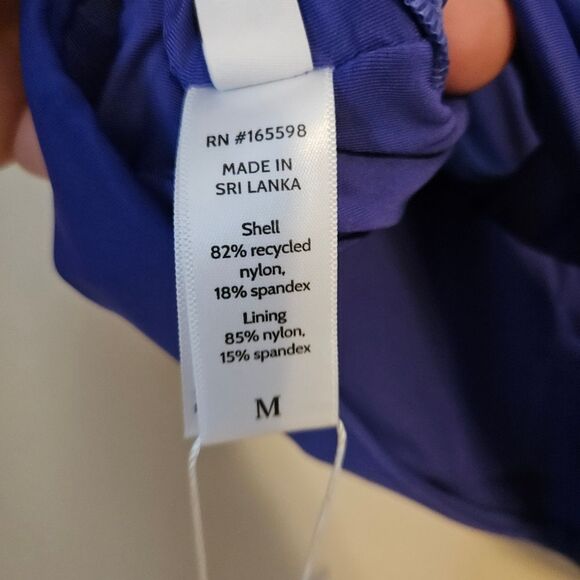 RN #165598
MADE IN
SRI LANKA
Shell
82% recycled
nylon,
18% spandex
Lining
85% nylon,
15% spandex
M